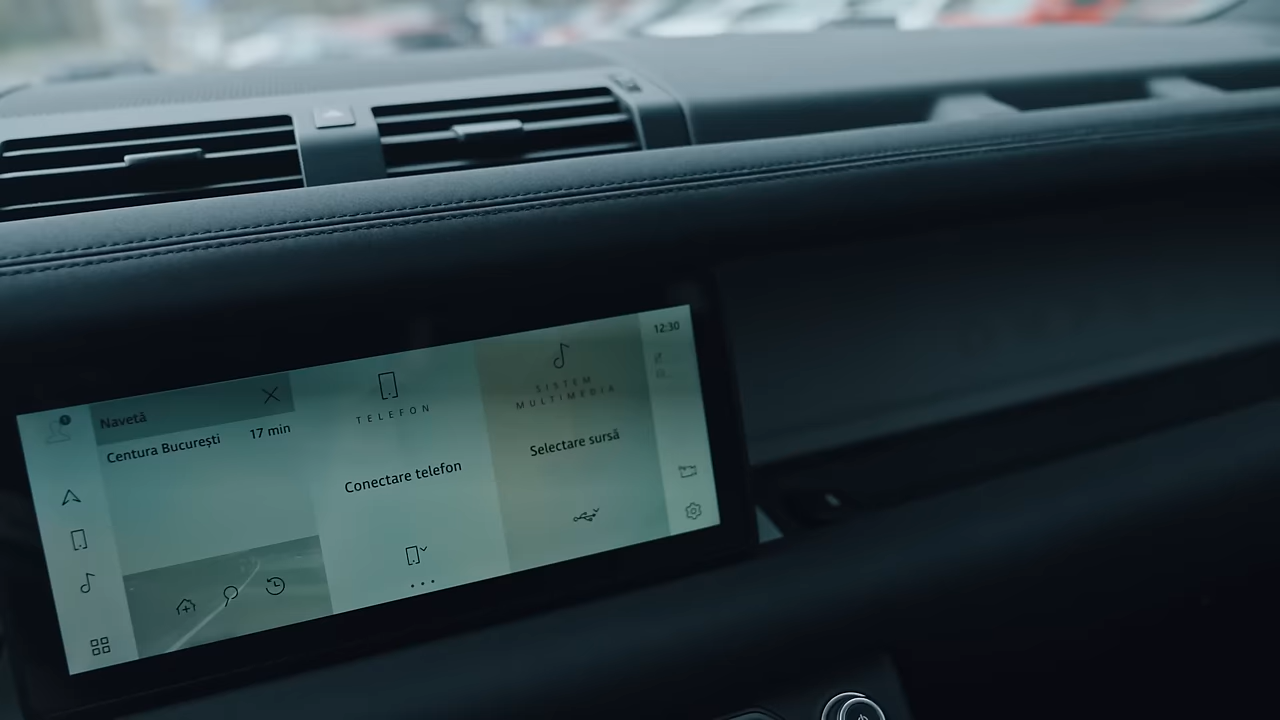 Navetă
Centura București
17 min
TELEFON
Conectare telefon
SISTEM
MULTIMEDIA
Selectare sursă
12:30